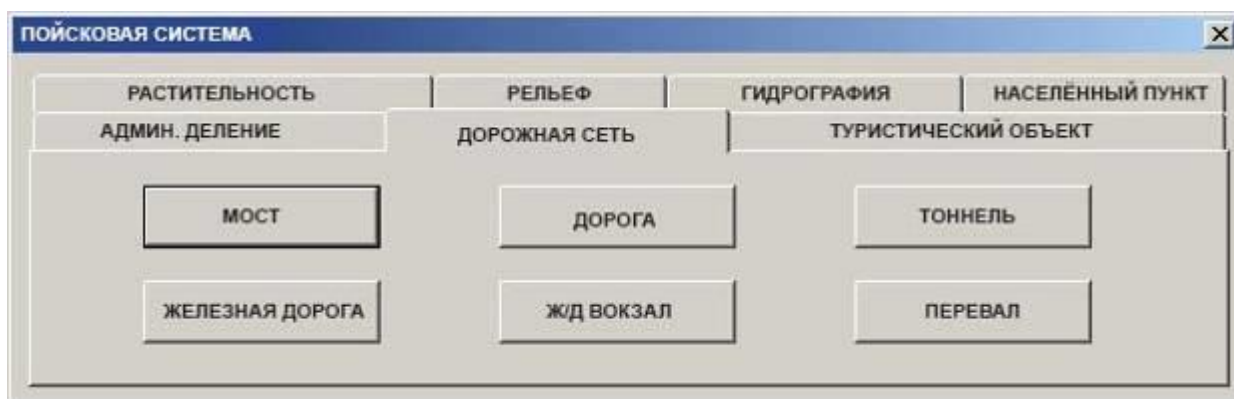 ПОЙСКОВАЯ СИСТЕМА
РАСТИТЕЛЬНОСТЬ РЕЛЬЕФ ГИДРОГРАФИЯ НАСЕЛЁННЫЙ ПУНКТ
АДМИН. ДЕЛЕНИЕ ДОРОЖНАЯ СЕТЬ ТУРИСТИЧЕСКИЙ ОБЪЕКТ
МОСТ ДОРОГА ТОННЕЛЬ
ЖЕЛЕЗНАЯ ДОРОГА Ж/Д ВОКЗАЛ ПЕРЕВАЛ